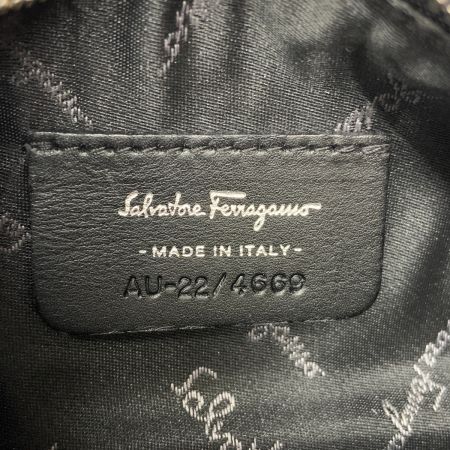 Salvatore Ferragamo
-MADE IN ITALY-
AU-22/4669